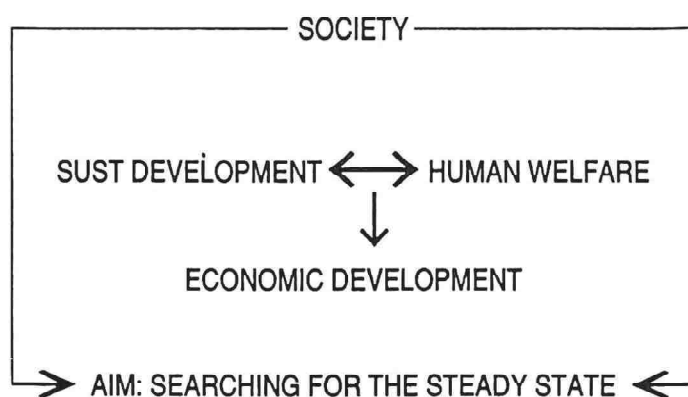 SOCIETY
SUST DEVELOPMENT HUMAN WELFARE
ECONOMIC DEVELOPMENT
AIM: SEARCHING FOR THE STEADY STATE